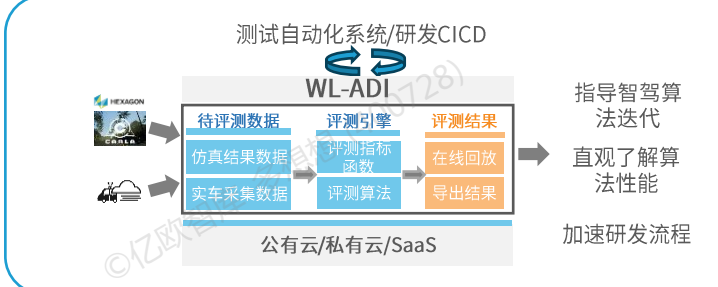 测试自动化系统/研发CICD
WL-ADI
HEXAGON
CARLA
待评测数据
评测引擎
评测结果
仿真结果数据
评测指标
函数
在线回放
实车采集数据
评测算法
导出结果
指导智驾算
法迭代
直观了解算
法性能
加速研发流程
公有云/私有云/SaaS
©亿欧智库